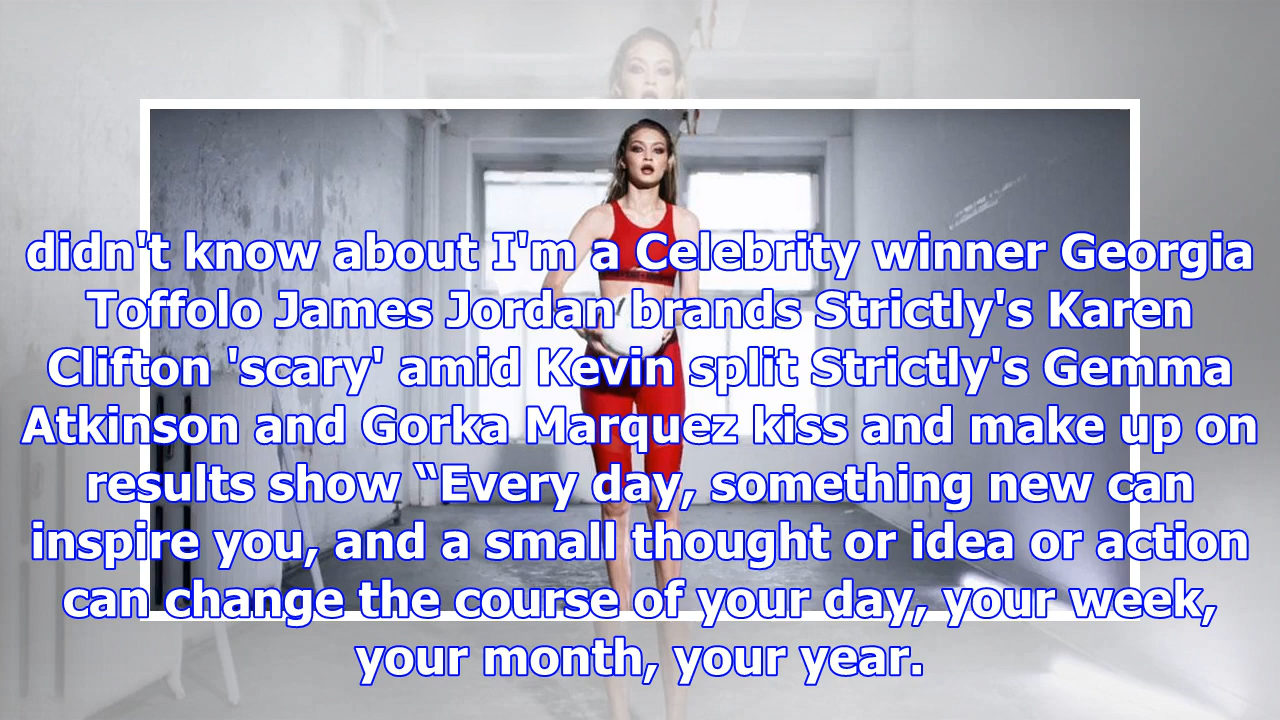 didn't know about I'm a Celebrity winner Georgia
Toffolo James Jordan brands Strictly's Karen
Clifton 'scary' amid Kevin split Strictly's Gemma
Atkinson and Gorka Marquez kiss and make up on
results show “Every day, something new can
inspire you, and a small thought or idea or action
can change the course of your day, your week,
your month, your year.